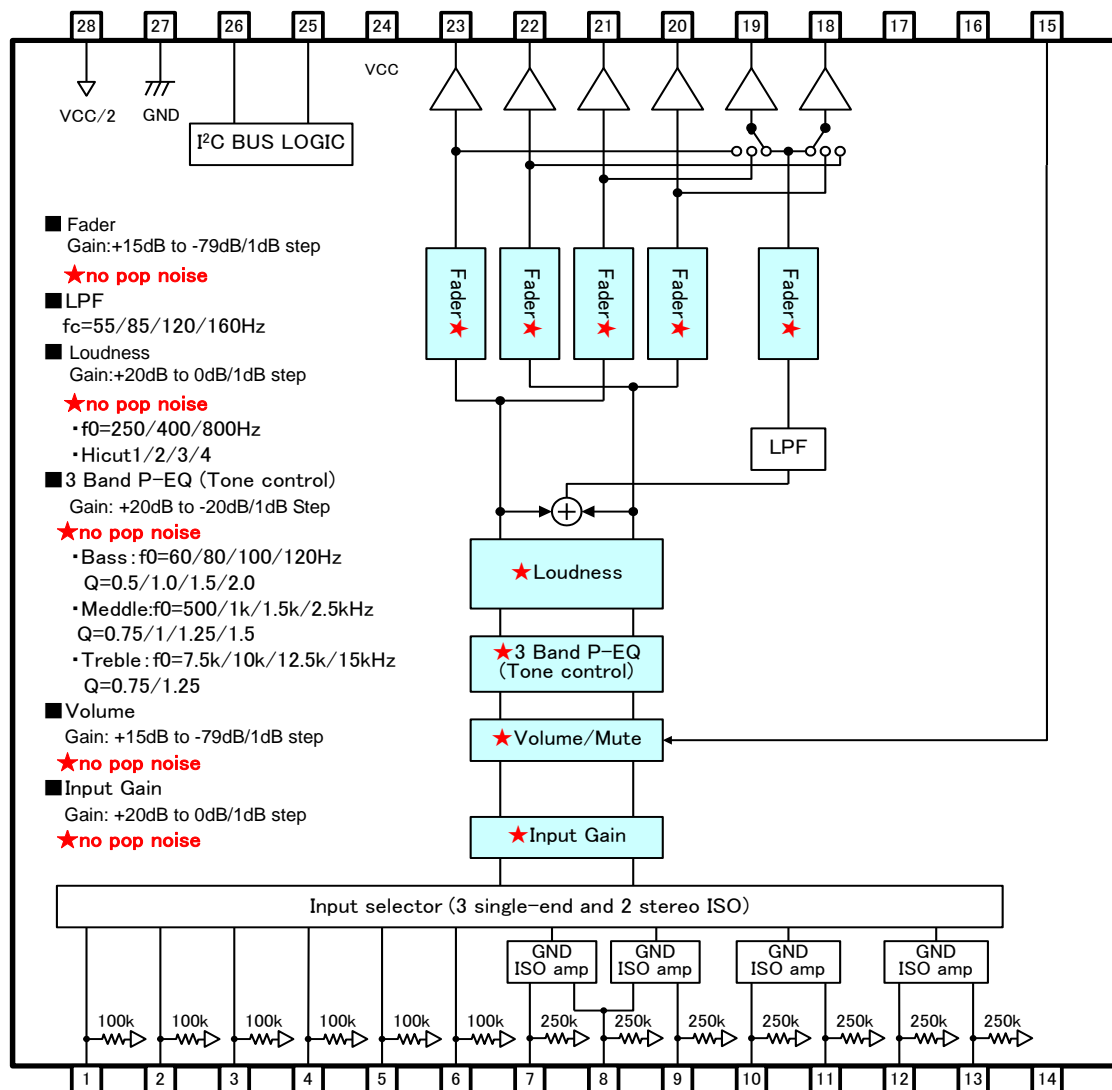 28 27 26 25 24 23 22 21 20 19 18 17 16 15
VCC
VCC/2 GND
I²C BUS LOGIC
■ Fader
Gain:+15dB to -79dB/1dB step
★no pop noise
■LPF
fc=55/85/120/160Hz
■ Loudness
Gain:+20dB to 0dB/1dB step
★no pop noise
・f0=250/400/800Hz
・Hicut1/2/3/4
■3 Band P-EQ (Tone control)
Gain: +20dB to -20dB/1dB Step
★no pop noise
・Bass:f0=60/80/100/120Hz
Q=0.5/1.0/1.5/2.0
・Meddle:f0=500/1k/1.5k/2.5kHz
Q=0.75/1/1.25/1.5
・Treble:f0=7.5k/10k/12.5k/15kHz
Q=0.75/1.25
■Volume
Gain: +15dB to -79dB/1dB step
★no pop noise
■Input Gain
Gain: +20dB to 0dB/1dB step
★no pop noise
Fader★ Fader★ Fader★ Fader★ Fader★
LPF
+
★Loudness
★3 Band P-EQ
(Tone control)
★Volume/Mute
★Input Gain
Input selector (3 single-end and 2 stereo ISO)
GND
ISO amp
GND
ISO amp
GND
ISO amp
GND
ISO amp
100k 100k 100k 100k 100k 100k 250k 250k 250k 250k 250k 250k 250k
1 2 3 4 5 6 7 8 9 10 11 12 13 14